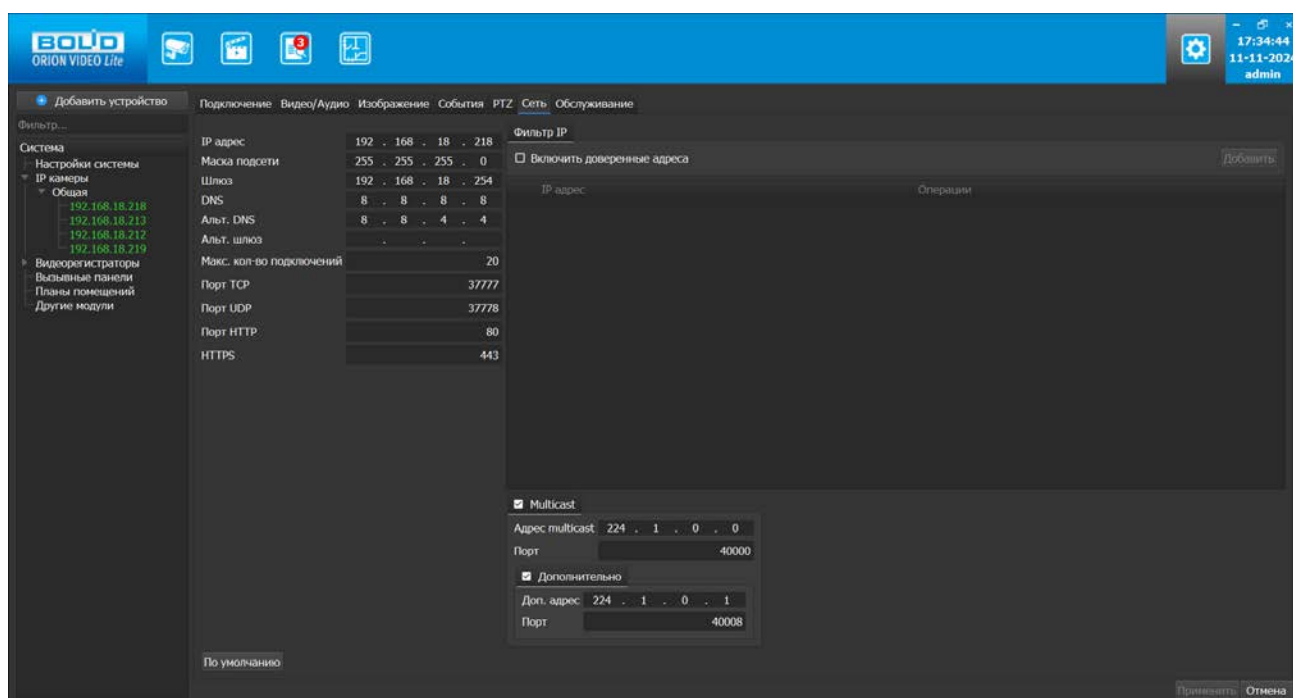 BOLID
ORION VIDEO Lite
3
17:34:44
11-11-2024
admin
Добавить устройство
Фильтр...
Система
Настройки системы
IP камеры
Общая
192.168.18.218
192.168.18.213
192.168.18.212
192.168.18.219
Видеорегистраторы
Вызывные панели
Планы помещений
Другие модули
Подключение Видео/Аудио Изображение События PTZ Сеть Обслуживание
IP адрес 192 . 168 . 18 . 218
Маска подсети 255 . 255 . 255 . 0
Шлюз 192 . 168 . 18 . 254
DNS 8 . 8 . 8 . 8
Альт. DNS 8 . 8 . 4 . 4
Альт. шлюз . . .
Макс. кол-во подключений 20
Порт TCP 37777
Порт UDP 37778
Порт HTTP 80
HTTPS 443
По умолчанию
Фильтр IP
Включить доверенные адреса Добавить
IP адрес Операции
Multicast
Адрес multicast 224 . 1 . 0 . 0
Порт 40000
Дополнительно
Доп. адрес 224 . 1 . 0 . 1
Порт 40008
Применить Отмена